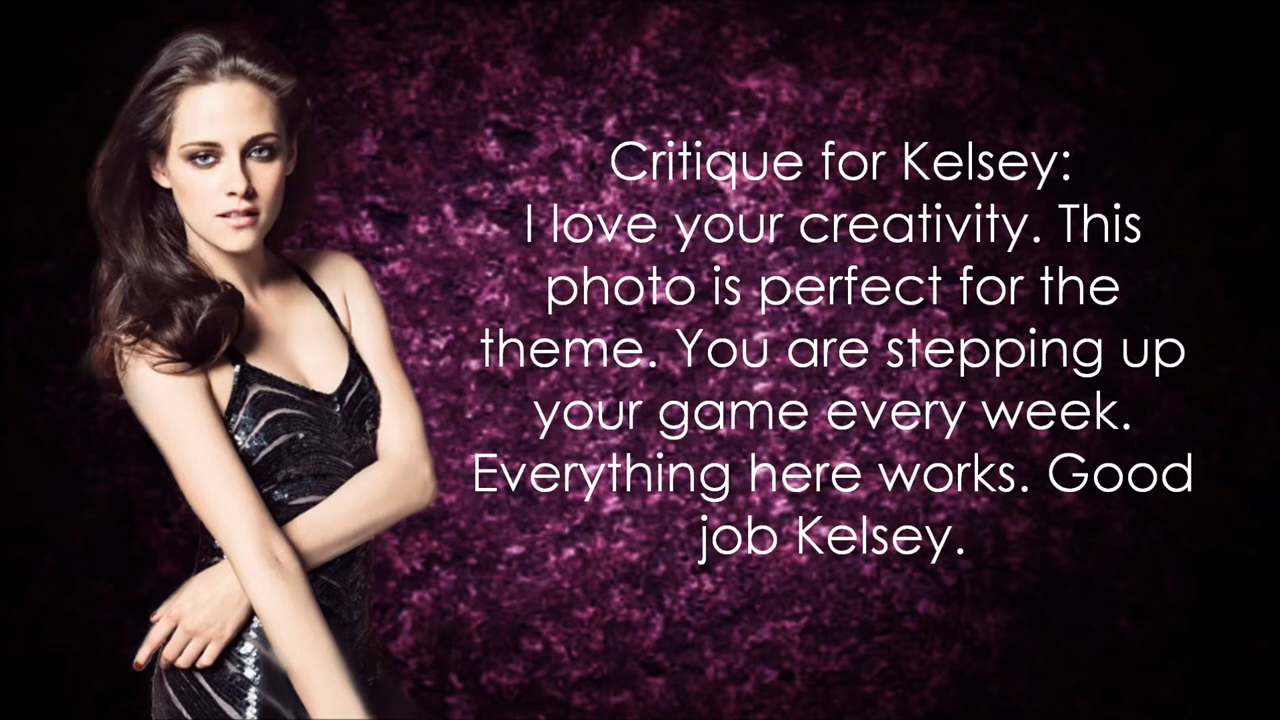 Critique for Kelsey:
I love your creativity. This
photo is perfect for the
theme. You are stepping up
your game every week.
Everything here works. Good
job Kelsey.